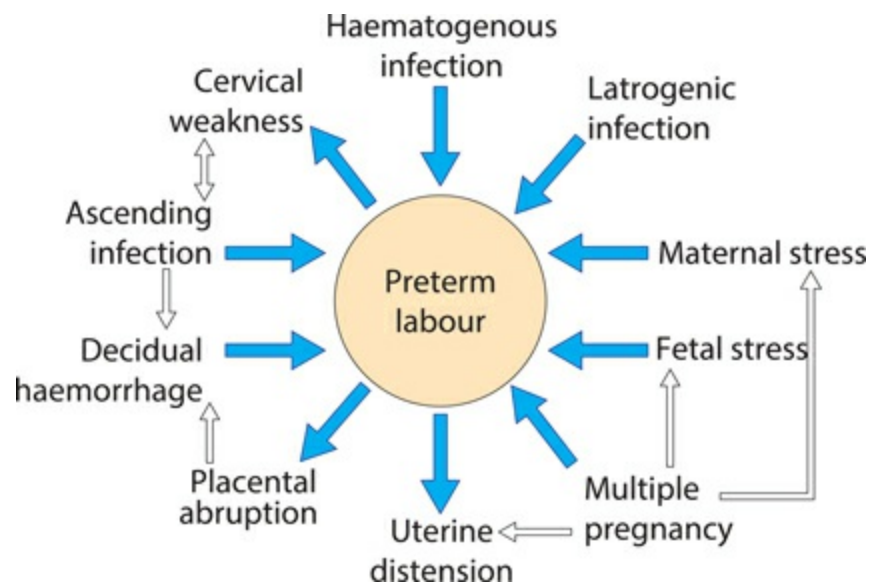 Haematogenous
infection
Cervical
weakness
Latrogenic
infection
Ascending
infection
Maternal stress
Preterm
labour
Decidual
haemorrhage
Fetal stress
Placental
abruption
Multiple
pregnancy
Uterine
distension